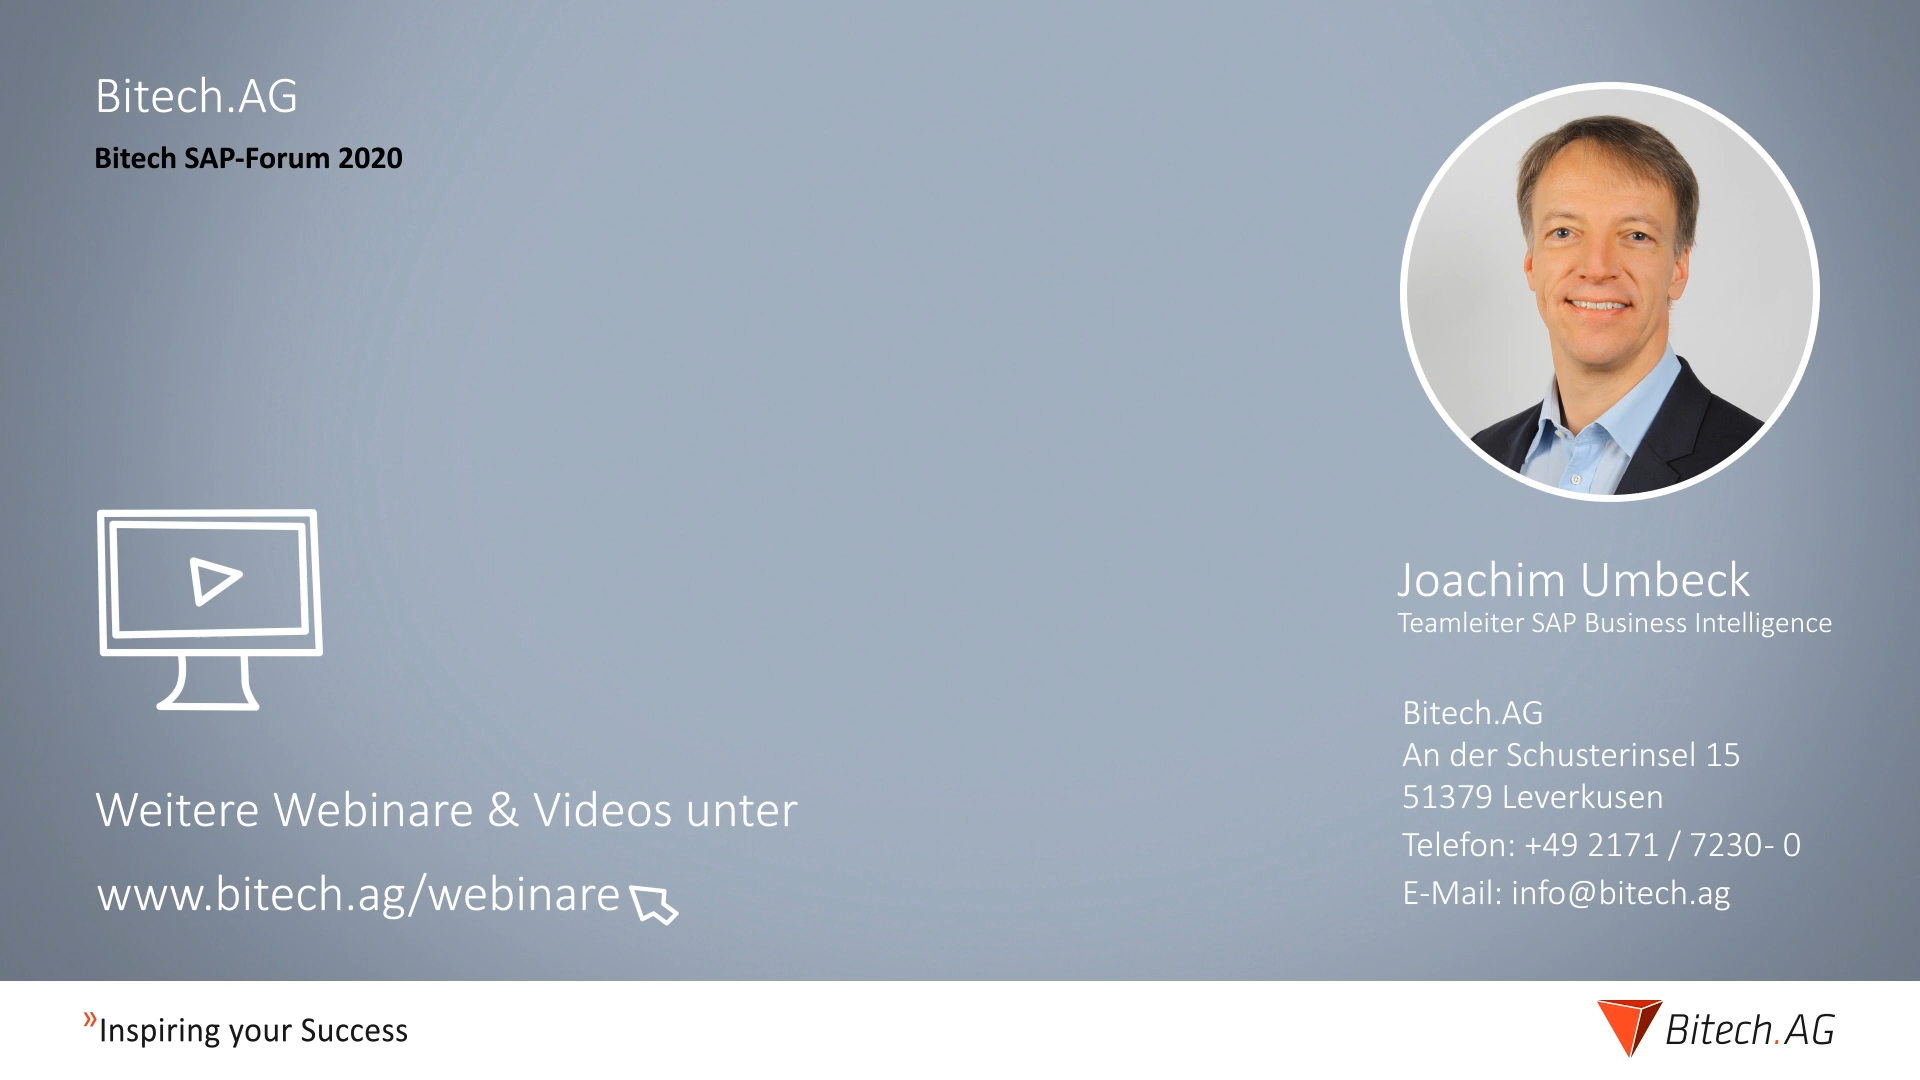 Bitech.AG
Bitech SAP-Forum 2020
Weitere Webinare & Videos unter
www.bitech.ag/webinare
Joachim Umbeck
Teamleiter SAP Business Intelligence
Bitech.AG
An der Schusterinsel 15
51379 Leverkusen
Telefon: +49 2171 / 7230- 0
E-Mail: info@bitech.ag
»Inspiring your Success
Bitech.AG